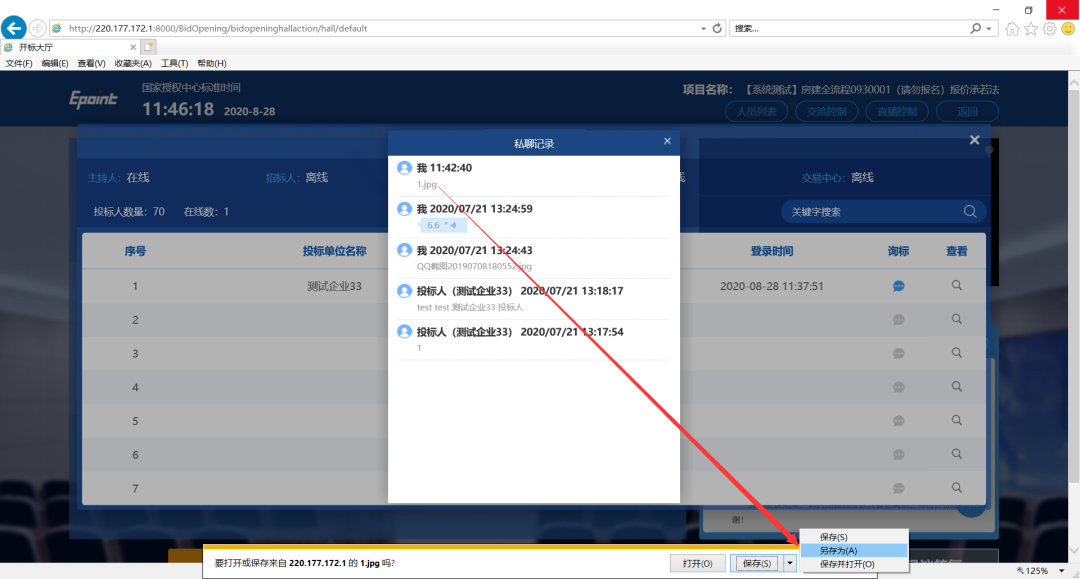 http://220.177.172.1:8000/BidOpening/bidopeninghallaction/hall/default
搜索...
开标大厅
文件(F) 编辑(E) 查看(V) 收藏夹(A) 工具(T) 帮助(H)
Epoint
国家授权中心标准时间
11:46:18 2020-8-28
项目名称： 【系统测试】房建全流程0930001（请勿报名）报价承若法
人员列表 交流控制 直播控制 返回
私聊记录
主持人：在线 招标人：离线 线 交易中心：离线
投标人数量：70 在线数：1 关键字搜索
序号 投标单位名称 登录时间 询标 查看
1 测试企业33 2020-08-28 11:37:51
2
3
4
5
6
7
我 11:42:40
1.jpg
我 2020/07/21 13:24:59
6.6 "
我 2020/07/21 13:24:43
QQ截图20190708180552.jpg
投标人（测试企业33） 2020/07/21 13:18:17
test test 测试企业33 投标人
投标人（测试企业33） 2020/07/21 13:17:54
1
谢!
要打开或保存来自 220.177.172.1 的 1.jpg 吗?
打开(O) 保存(S)
保存(S)
另存为(A)
保存并打开(O)
125%